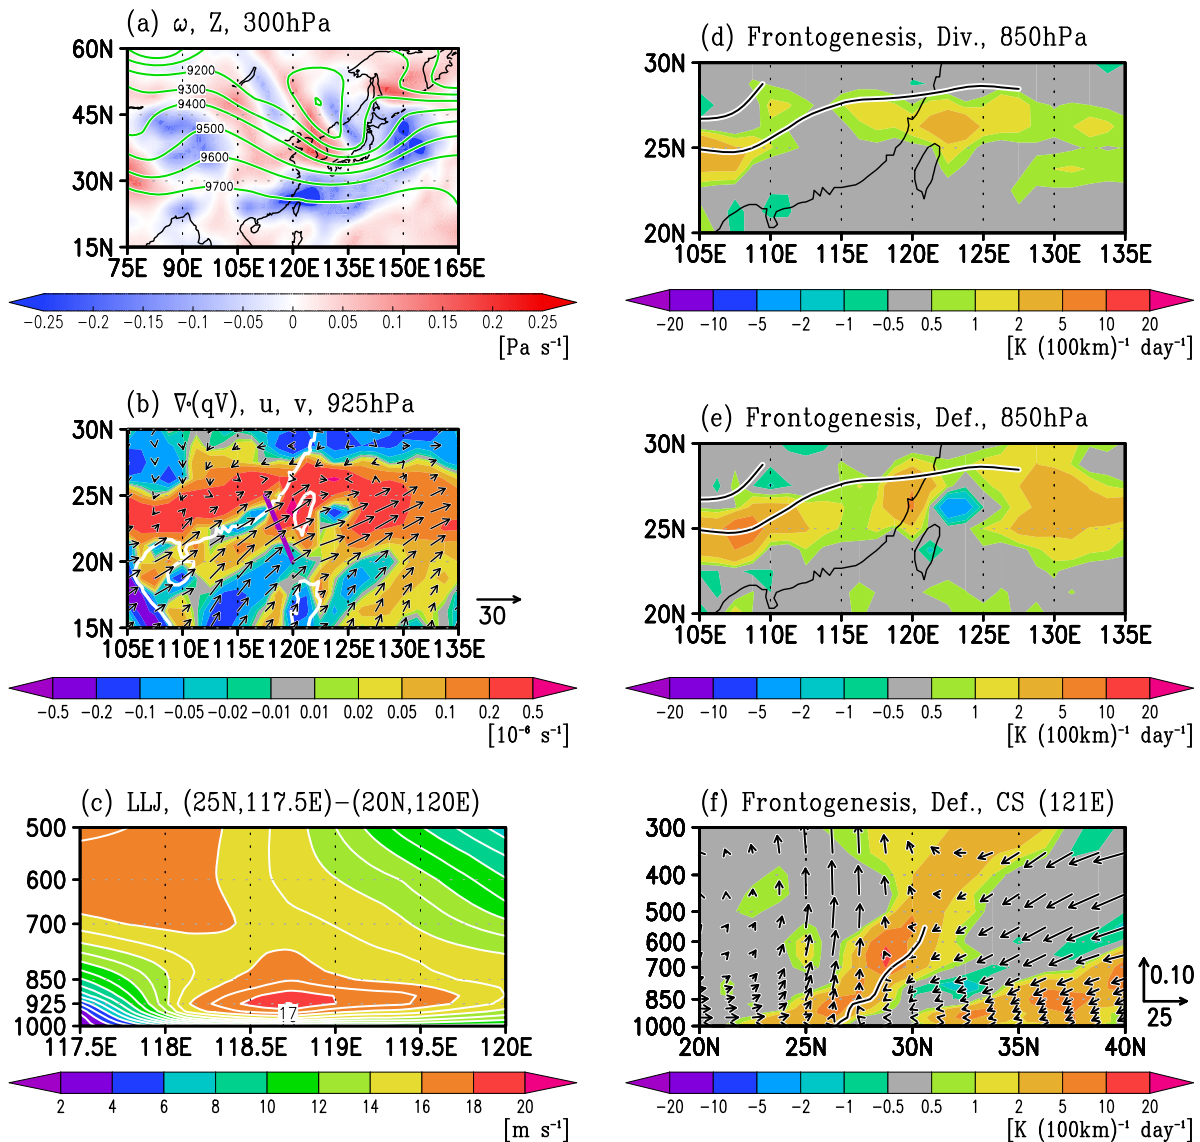 (a) ω, Z, 300hPa
60N
45N
30N
15N
9200
9300
9400
9500
9600
9700
75E 90E 105E 120E 135E 150E 165E
−0.25 −0.2 −0.15 −0.1 −0.05 0 0.05 0.1 0.15 0.2 0.25
[Pa s⁻¹]
(b) ∇•(qV), u, v, 925hPa
30N
25N
20N
15N
105E 110E 115E 120E 125E 130E 135E
30
−0.5 −0.2 −0.1 −0.05 −0.02 −0.01 0.01 0.02 0.05 0.1 0.2 0.5
[10⁻⁶ s⁻¹]
(c) LLJ, (25N,117.5E)−(20N,120E)
500
600
700
850
925
1000
17
117.5E 118E 118.5E 119E 119.5E 120E
2 4 6 8 10 12 14 16 18 20
[m s⁻¹]
(d) Frontogenesis, Div., 850hPa
30N
25N
20N
105E 110E 115E 120E 125E 130E 135E
−20 −10 −5 −2 −1 −0.5 0.5 1 2 5 10 20
[K (100km)⁻¹ day⁻¹]
(e) Frontogenesis, Def., 850hPa
30N
25N
20N
105E 110E 115E 120E 125E 130E 135E
−20 −10 −5 −2 −1 −0.5 0.5 1 2 5 10 20
[K (100km)⁻¹ day⁻¹]
(f) Frontogenesis, Def., CS (121E)
300
400
500
600
700
850
1000
20N 25N 30N 35N 40N
0.10
25
−20 −10 −5 −2 −1 −0.5 0.5 1 2 5 10 20
[K (100km)⁻¹ day⁻¹]